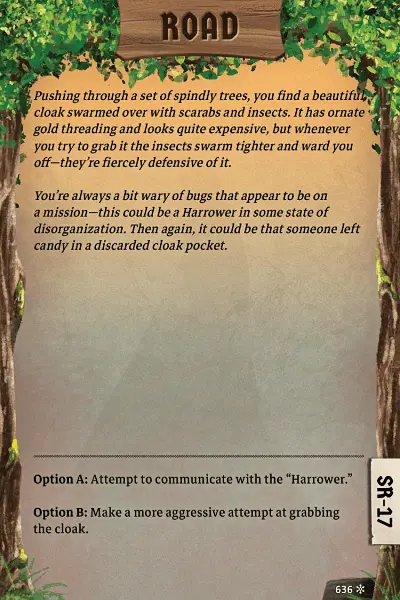 ROAD
Pushing through a set of spindly trees, you find a beautiful
cloak swarmed over with scarabs and insects. It has ornate
gold threading and looks quite expensive, but whenever
you try to grab it the insects swarm tighter and ward you
off—they’re fiercely defensive of it.
You’re always a bit wary of bugs that appear to be on
a mission—this could be a Harrower in some state of
disorganization. Then again, it could be that someone left
candy in a discarded cloak pocket.
Option A: Attempt to communicate with the “Harrower.”
Option B: Make a more aggressive attempt at grabbing
the cloak.
SR-17
636